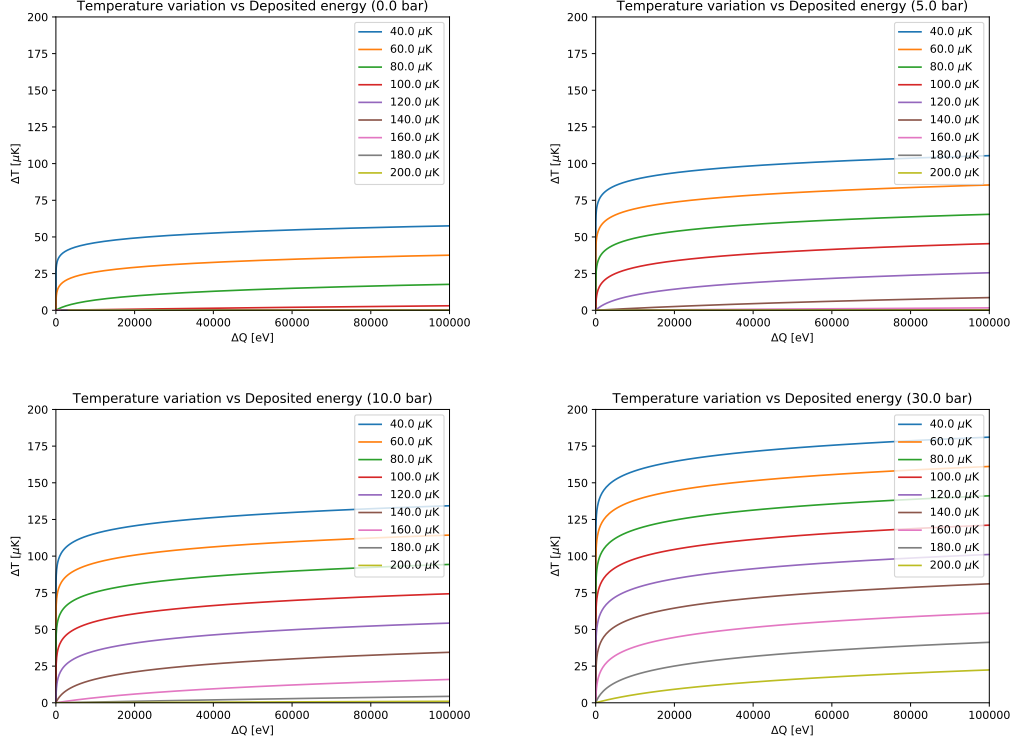 Temperature variation vs Deposited energy (0.0 bar)
200
175
150
125
100
75
50
25
0
ΔT [μK]
40.0 μK
60.0 μK
80.0 μK
100.0 μK
120.0 μK
140.0 μK
160.0 μK
180.0 μK
200.0 μK
0 20000 40000 60000 80000 100000
ΔQ [eV]
Temperature variation vs Deposited energy (5.0 bar)
200
175
150
125
100
75
50
25
0
ΔT [μK]
40.0 μK
60.0 μK
80.0 μK
100.0 μK
120.0 μK
140.0 μK
160.0 μK
180.0 μK
200.0 μK
0 20000 40000 60000 80000 100000
ΔQ [eV]
Temperature variation vs Deposited energy (10.0 bar)
200
175
150
125
100
75
50
25
0
ΔT [μK]
40.0 μK
60.0 μK
80.0 μK
100.0 μK
120.0 μK
140.0 μK
160.0 μK
180.0 μK
200.0 μK
0 20000 40000 60000 80000 100000
ΔQ [eV]
Temperature variation vs Deposited energy (30.0 bar)
200
175
150
125
100
75
50
25
0
ΔT [μK]
40.0 μK
60.0 μK
80.0 μK
100.0 μK
120.0 μK
140.0 μK
160.0 μK
180.0 μK
200.0 μK
0 20000 40000 60000 80000 100000
ΔQ [eV]